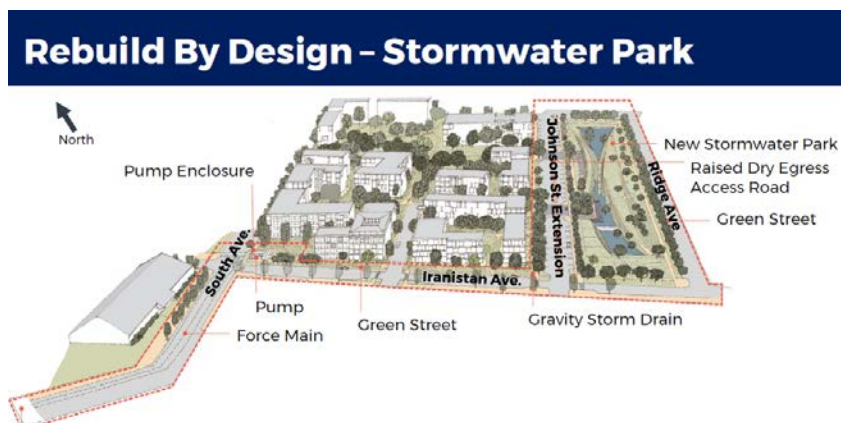 Rebuild By Design – Stormwater Park
North
Pump Enclosure
South Ave.
Johnson St. Extension
New Stormwater Park
Raised Dry Egress
Access Road
Ridge Ave
Green Street
Iranistan Ave.
Pump
Force Main
Green Street
Gravity Storm Drain